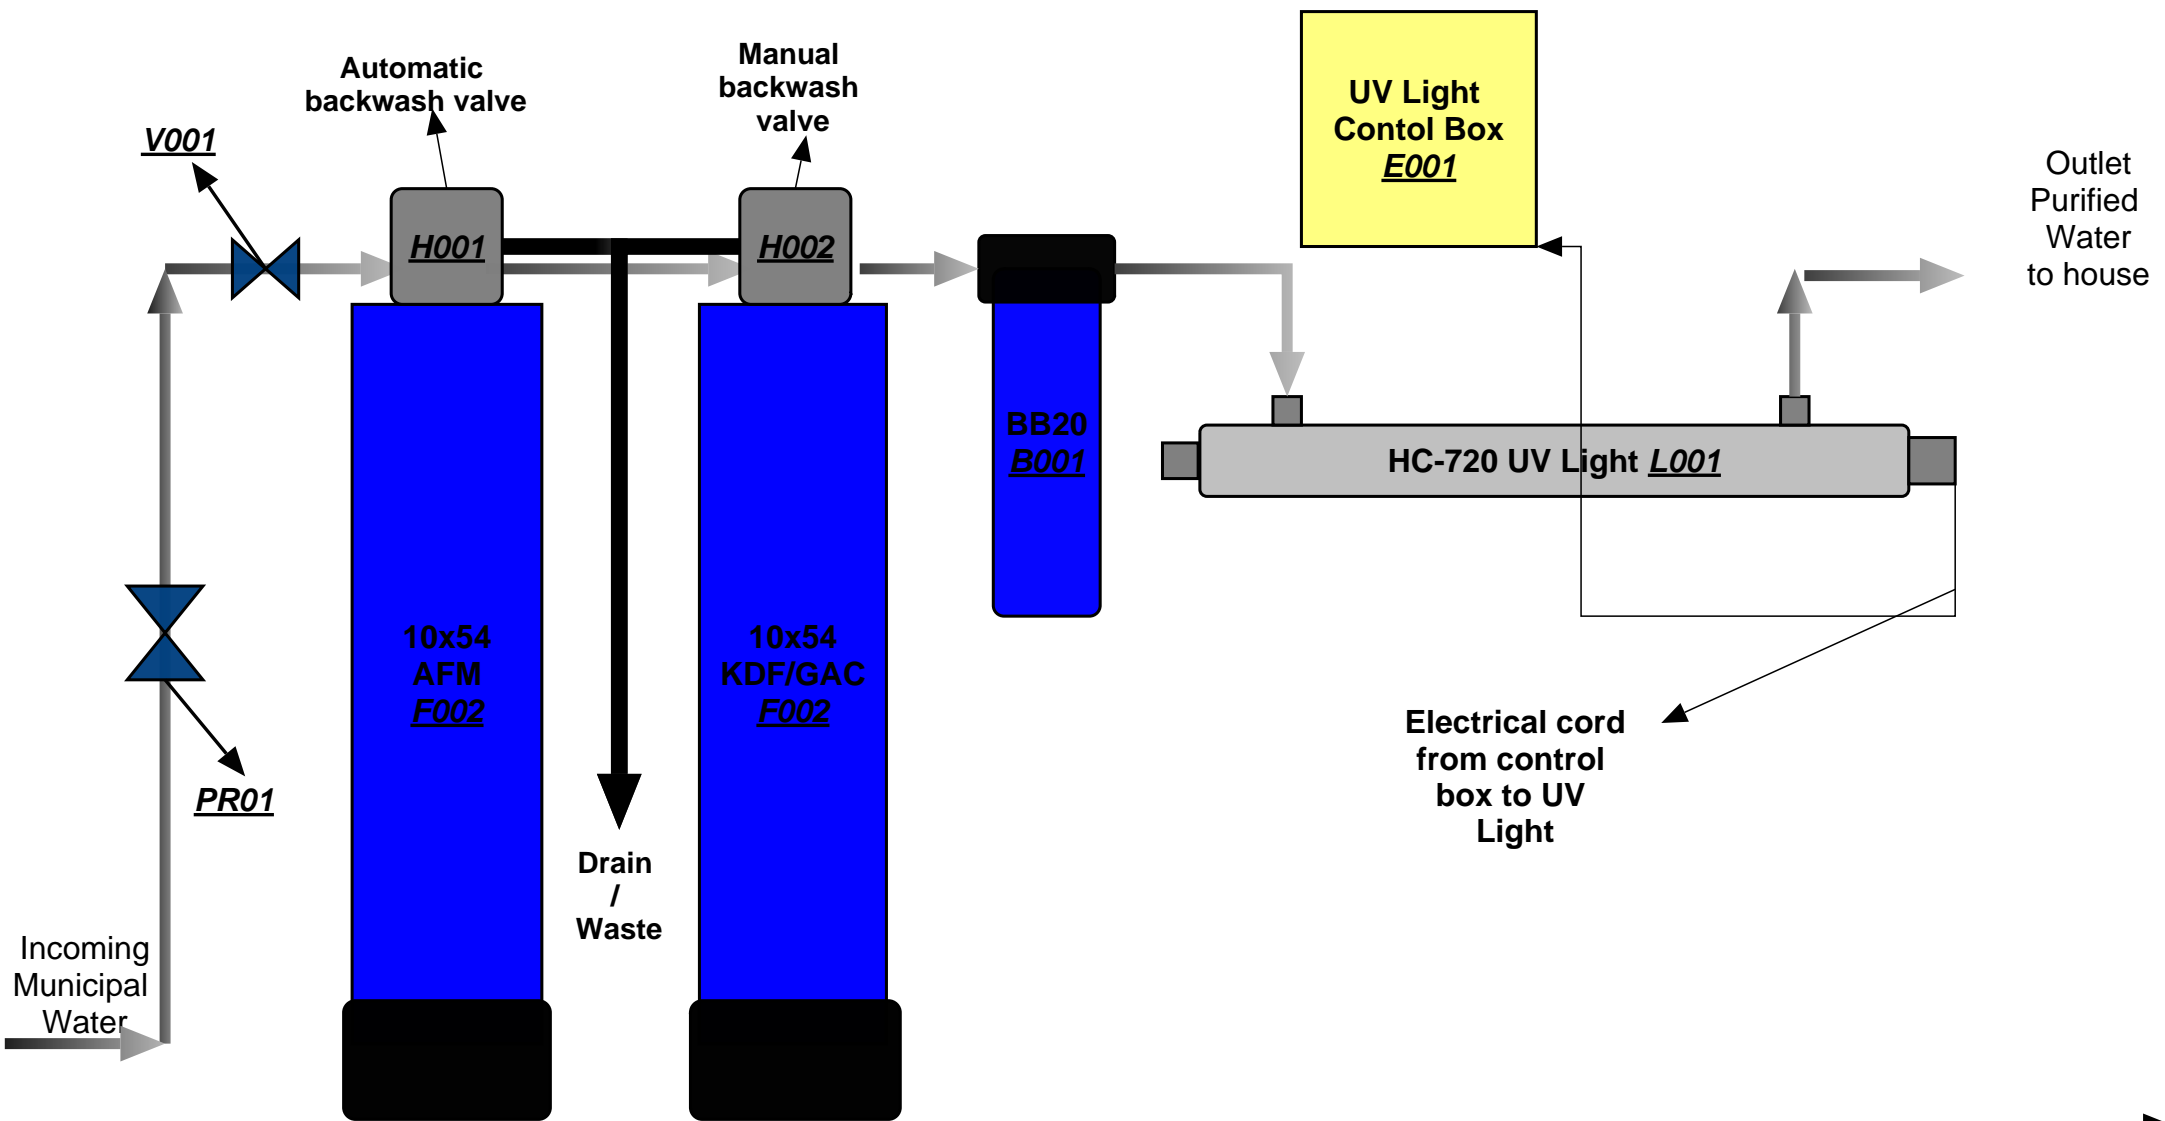 Automatic
backwash valve
Manual
backwash
valve
V001
H001
H002
UV Light
Contol Box
E001
Outlet
Purified
Water
to house
BB20
B001
HC-720 UV Light L001
10x54
AFM
F002
10x54
KDF/GAC
F002
PR01
Electrical cord
from control
box to UV
Light
Drain
/
Waste
Incoming
Municipal
Water